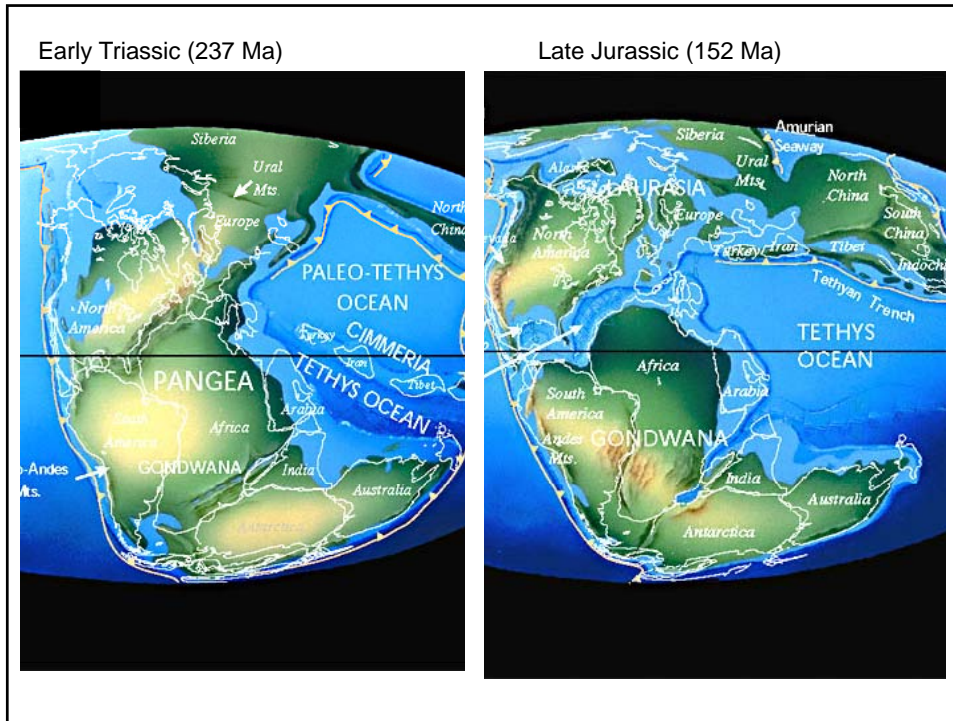 Early Triassic (237 Ma)
Siberia
Ural
Mts.
Europe
North
China
PALEO-TETHYS
OCEAN
North
America
CIMMERIA
Turkey
Iran
Tibet
TETHYS OCEAN
PANGEA
South
America
Africa
Arabia
GONDWANA
-Andes
Mts.
India
Australia
Antarctica
Late Jurassic (152 Ma)
Amurian
Seaway
Siberia
Alaska
Ural
Mts.
LAURASIA
North
China
Europe
South
China
North
America
Turkey
Iran
Tibet
Indoch
Tethyan Trench
TETHYS
OCEAN
Africa
Arabia
South
America
Andes
Mts.
GONDWANA
India
Australia
Antarctica